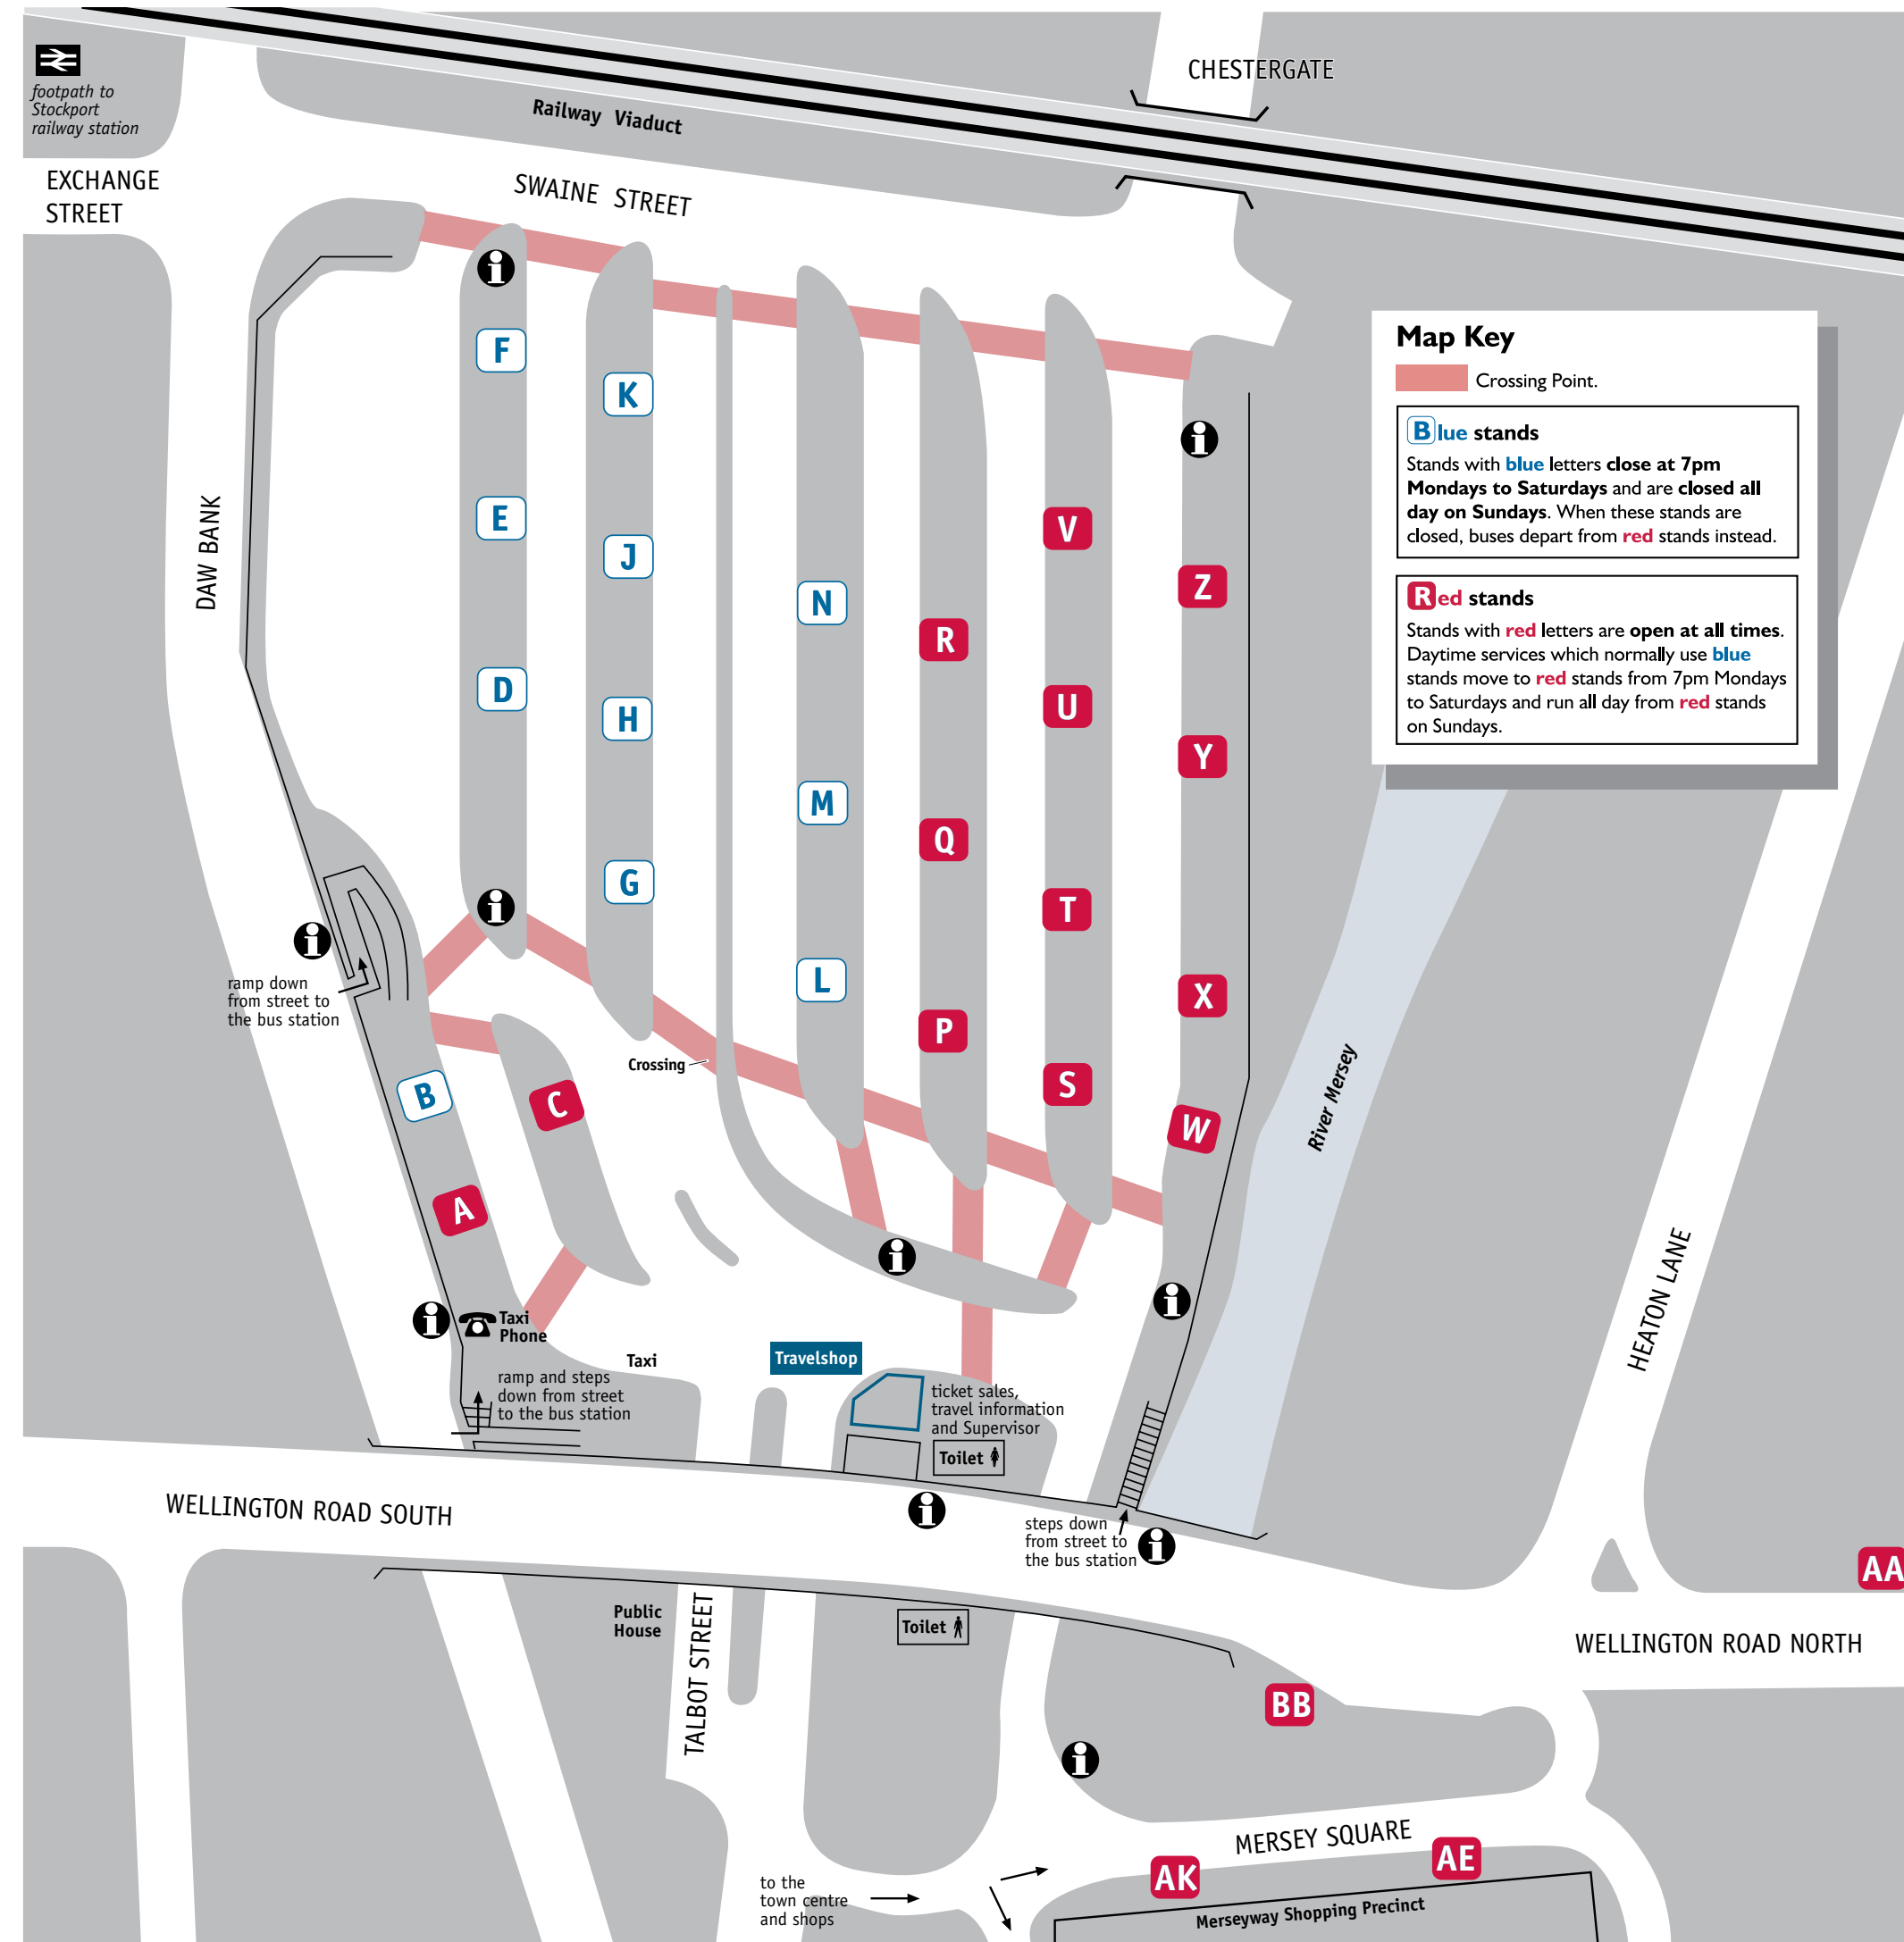 CHESTERGATE
footpath to
Stockport
railway station
Railway Viaduct
EXCHANGE
STREET
SWAINE STREET
F
K
E
J
V
Z
DAW BANK
N
R
D
H
U
Y
M
Q
G
T
L
X
P
S
W
B
C
A
Map Key
Crossing Point.
Blue stands
Stands with blue letters close at 7pm
Mondays to Saturdays and are closed all
day on Sundays. When these stands are
closed, buses depart from red stands instead.
Red stands
Stands with red letters are open at all times.
Daytime services which normally use blue
stands move to red stands from 7pm Mondays
to Saturdays and run all day from red stands
on Sundays.
ramp down
from street to
the bus station
Crossing
River Mersey
HEATON LANE
Taxi
Phone
Taxi
Travelshop
ramp and steps
down from street
to the bus station
ticket sales,
travel information
and Supervisor
Toilet
WELLINGTON ROAD SOUTH
steps down
from street to
the bus station
AA
Public
House
TALBOT STREET
Toilet
WELLINGTON ROAD NORTH
BB
MERSEY SQUARE
AK
AE
to the
town centre
and shops
Merseyway Shopping Precinct